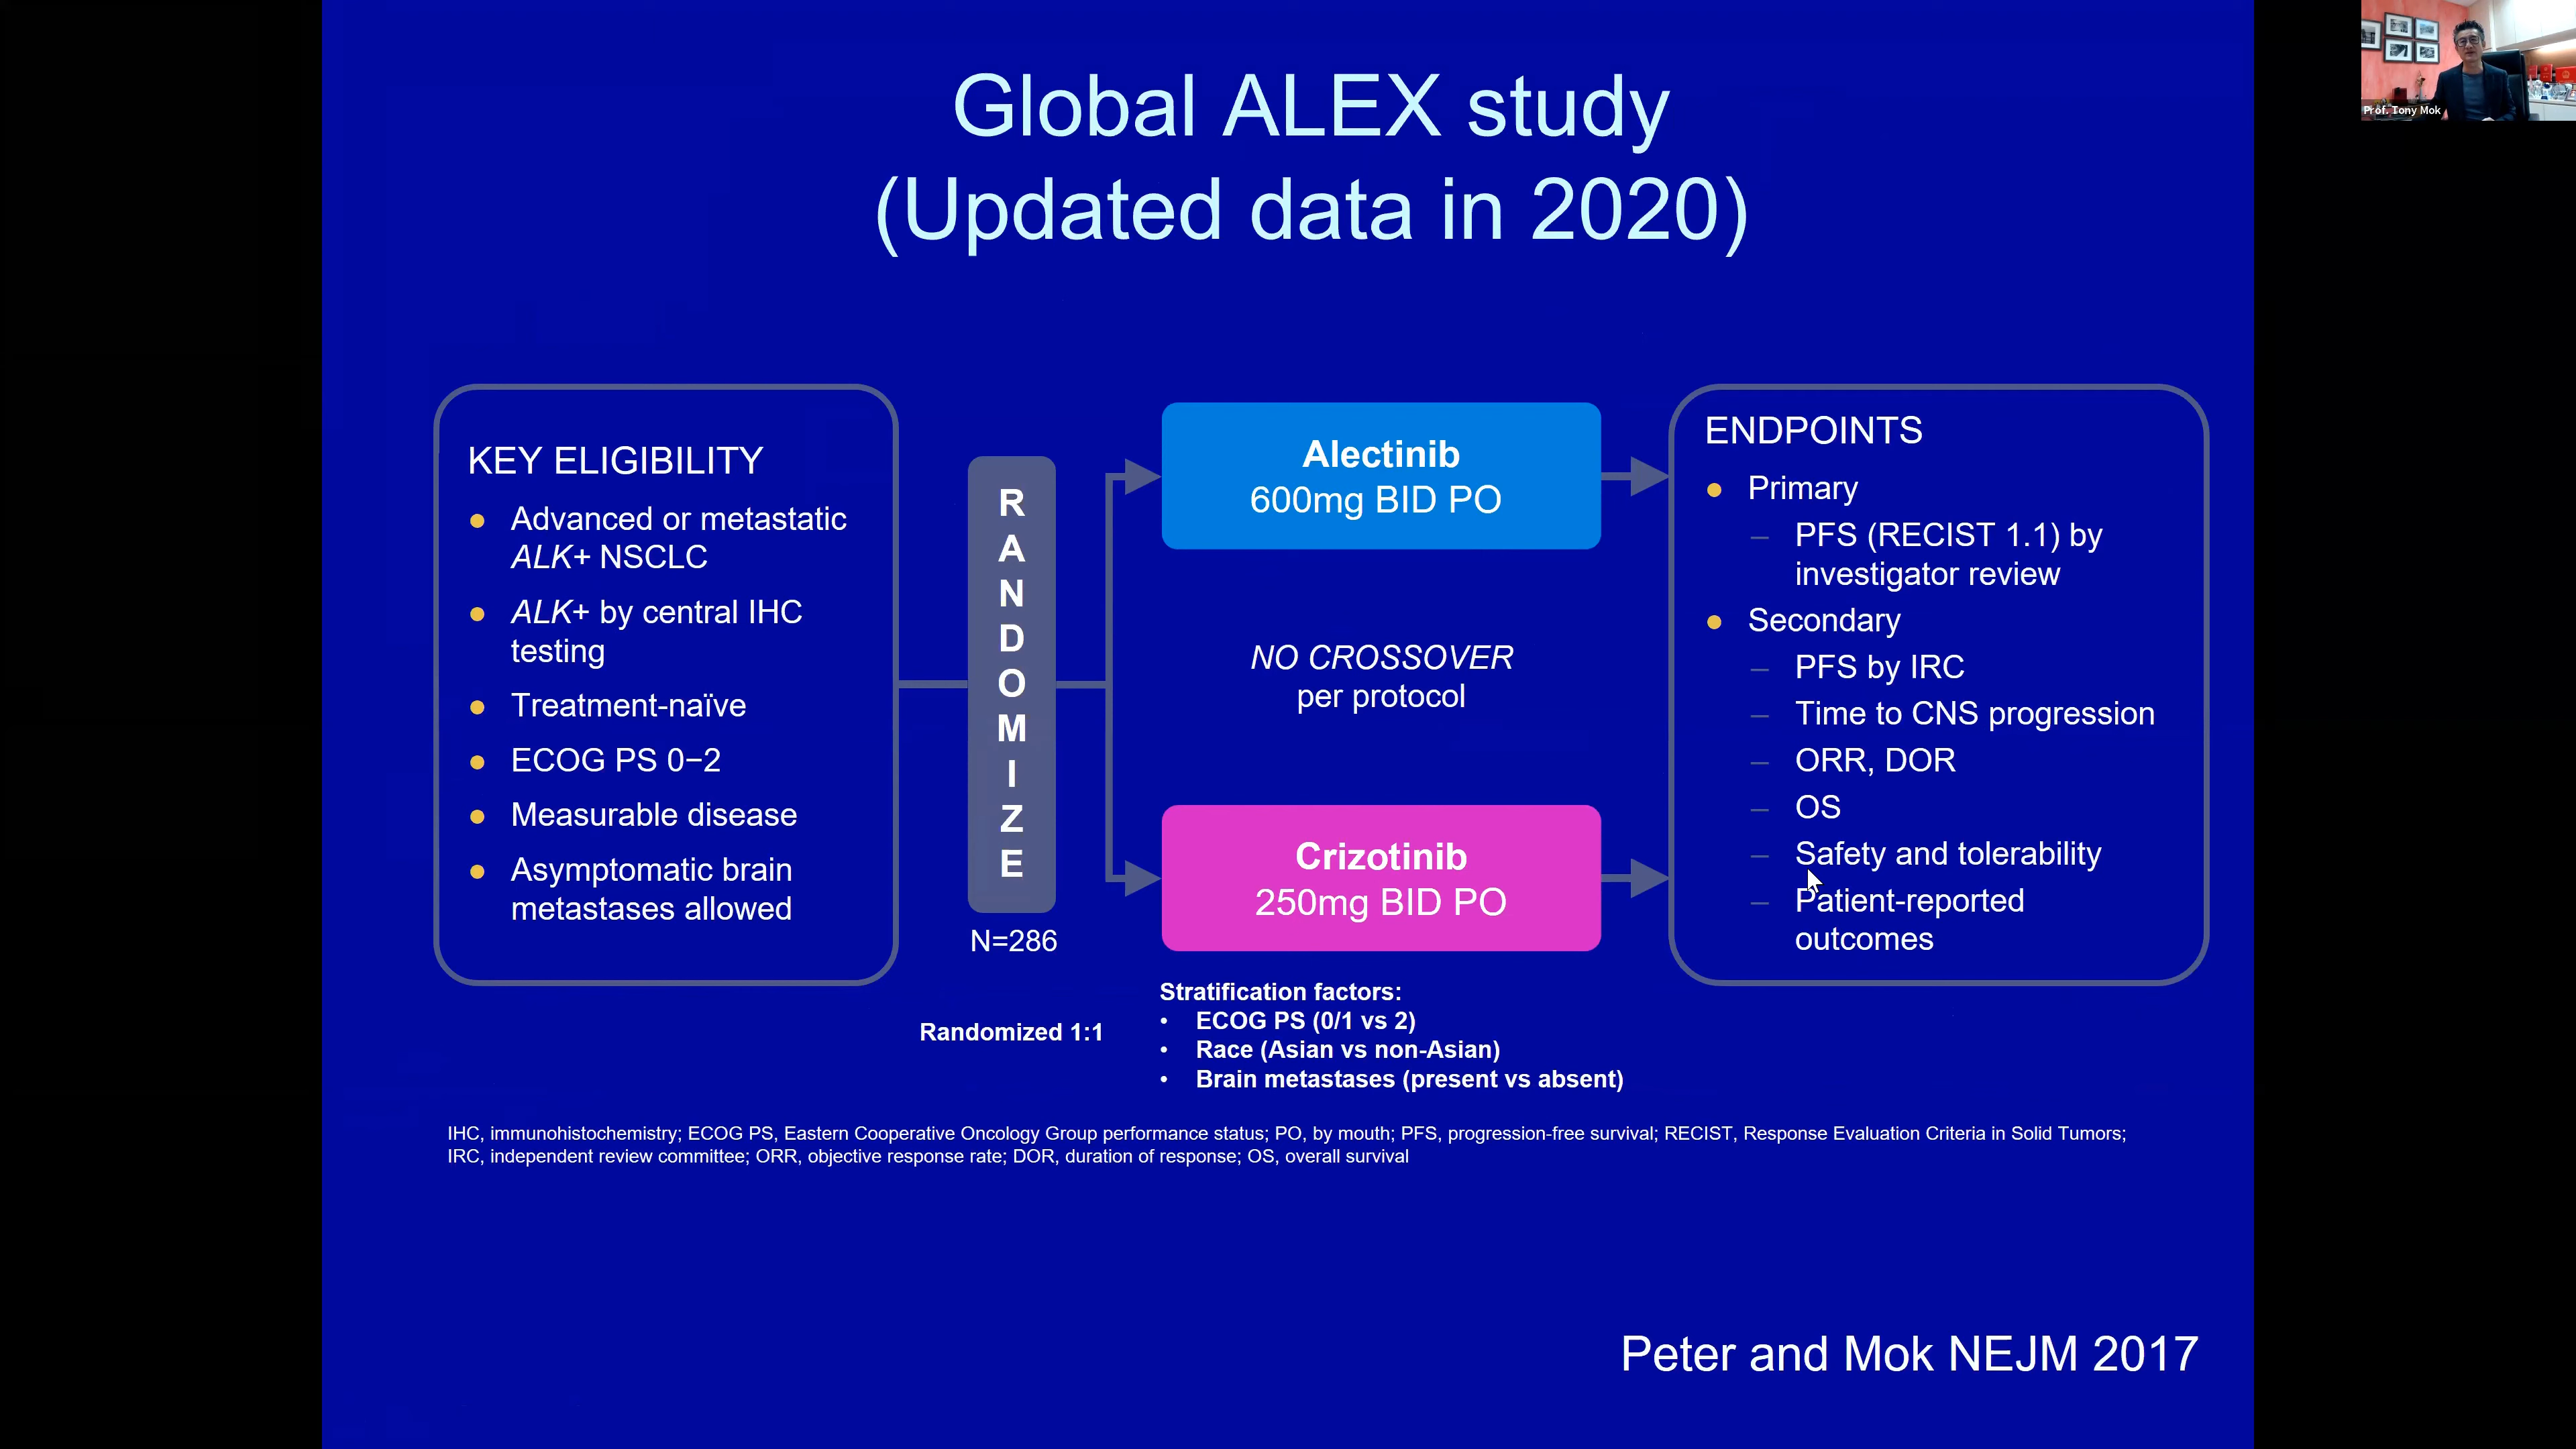 Global ALEX study
(Updated data in 2020)
Prof. Tony Mok
KEY ELIGIBILITY
● Advanced or metastatic
ALK+ NSCLC
● ALK+ by central IHC
testing
● Treatment-naïve
● ECOG PS 0−2
● Measurable disease
● Asymptomatic brain
metastases allowed
R
A
N
D
O
M
I
Z
E
N=286
Randomized 1:1
Alectinib
600mg BID PO
NO CROSSOVER
per protocol
Crizotinib
250mg BID PO
Stratification factors:
• ECOG PS (0/1 vs 2)
• Race (Asian vs non-Asian)
• Brain metastases (present vs absent)
ENDPOINTS
● Primary
– PFS (RECIST 1.1) by
investigator review
● Secondary
– PFS by IRC
– Time to CNS progression
– ORR, DOR
– OS
– Safety and tolerability
– Patient-reported
outcomes
IHC, immunohistochemistry; ECOG PS, Eastern Cooperative Oncology Group performance status; PO, by mouth; PFS, progression-free survival; RECIST, Response Evaluation Criteria in Solid Tumors;
IRC, independent review committee; ORR, objective response rate; DOR, duration of response; OS, overall survival
Peter and Mok NEJM 2017